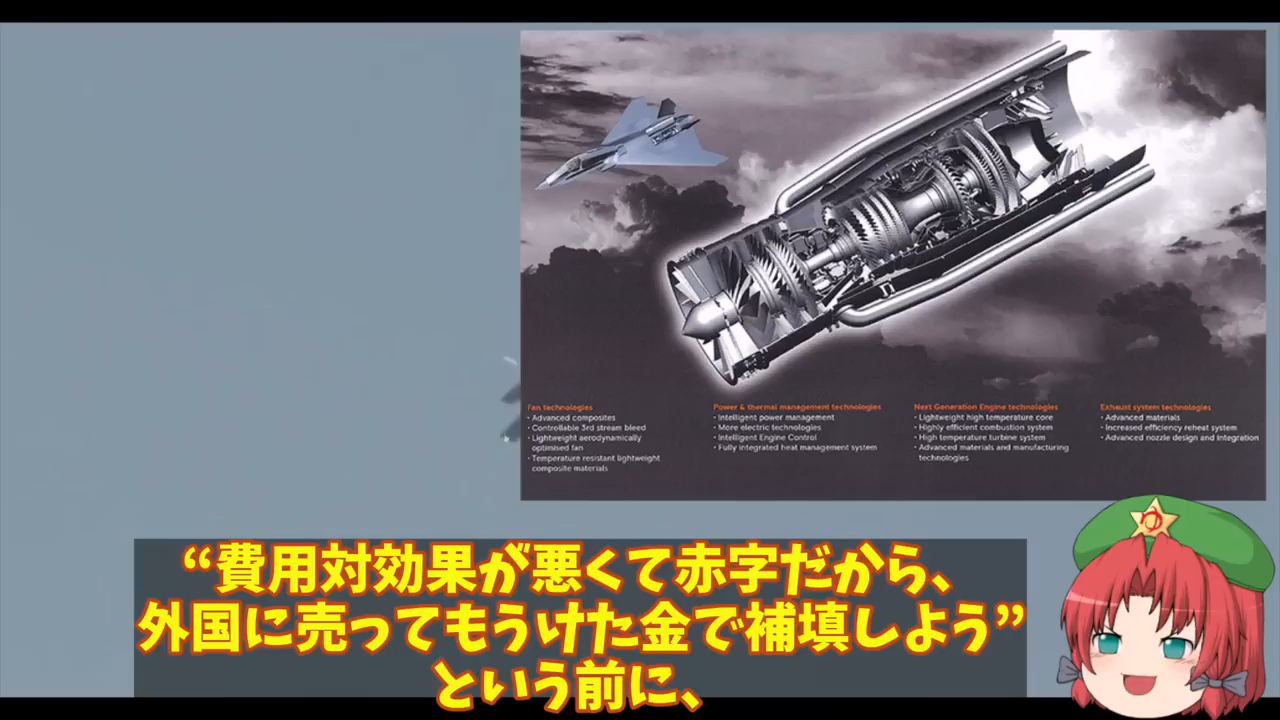 Fan technologies
· Advanced composites
· Controllable 3rd stream bleed
· Lightweight aerodynamically
optimised fan
· Temperature resistant lightweight
composite materials
Power & thermal management technologies
· Intelligent power management
· More electric technologies
· Intelligent Engine Control
· Fully integrated heat management system
Next Generation Engine technologies
· Lightweight high temperature core
· Highly efficient combustion system
· High temperature turbine system
· Advanced materials and manufacturing
technologies
Exhaust system technologies
· Advanced materials
· Increased efficiency reheat system
· Advanced nozzle design and Integration
“費用対効果が悪くて赤字だから、
外国に売ってもうけた金で補填しよう”
という前に、